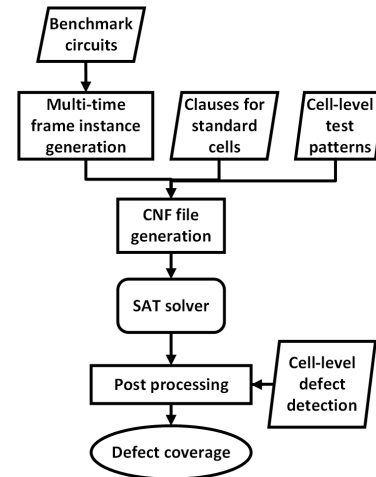 Benchmark
circuits
Multi-time
frame instance
generation
Clauses for
standard
cells
Cell-level
test
patterns
CNF file
generation
SAT solver
Post processing
Cell-level
defect
detection
Defect coverage